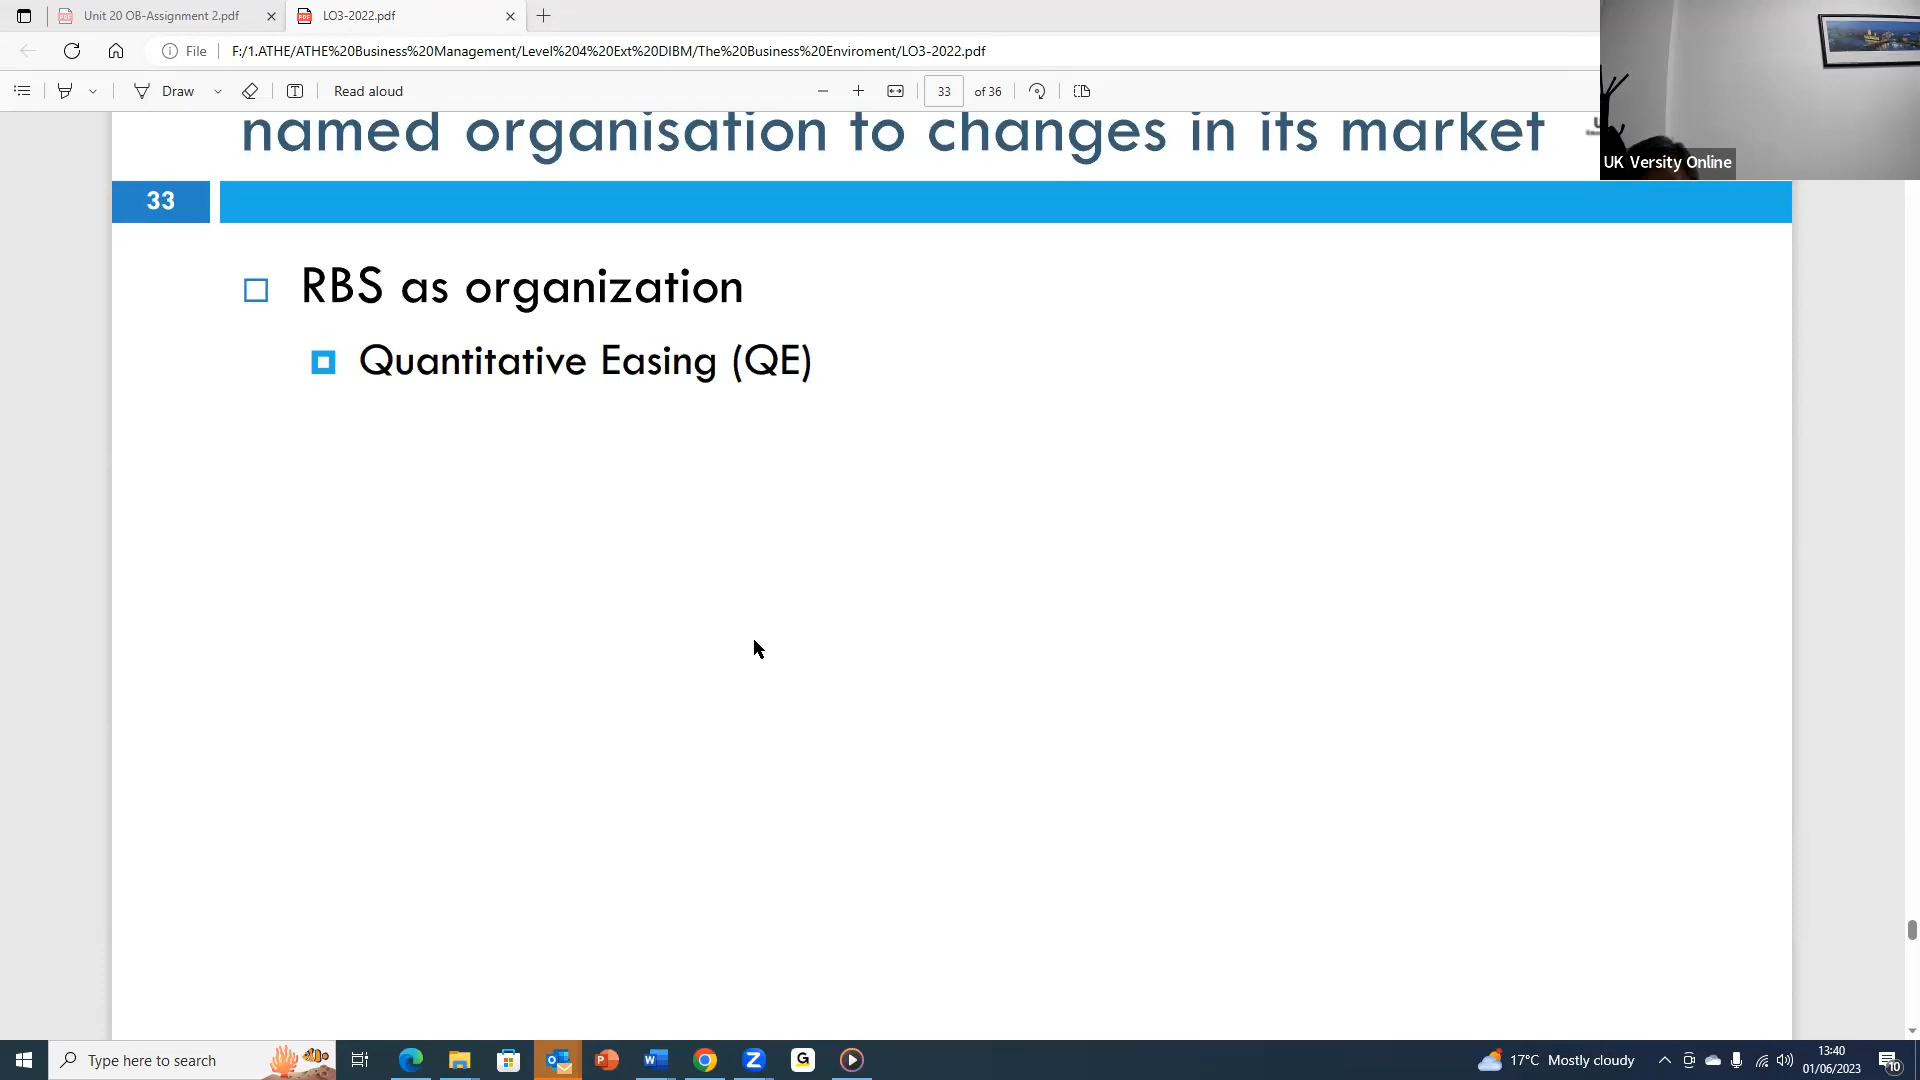 Unit 20 OB-Assignment 2.pdf
LO3-2022.pdf
File
F:/1.ATHE/ATHE%20Business%20Management/Level%204%20Ext%20DIBM/The%20Business%20Enviroment/LO3-2022.pdf
Draw
Read aloud
33 of 36
named organisation to changes in its market
UK Versity Online
33
RBS as organization
Quantitative Easing (QE)
Type here to search
17°C Mostly cloudy
13:40
01/06/2023
10